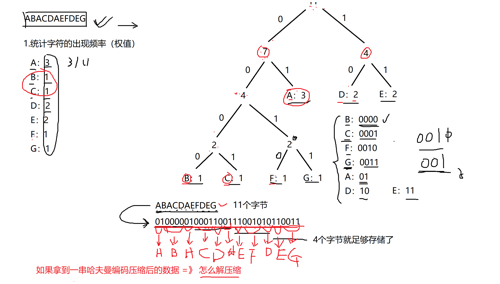 ABACDAEFDEG
1.统计字符的出现频率（权值）
A: 3 3/11
B: 1
C: 1
D: 2
E: 2
F: 1
G: 1
11
0 1
7 4
0 1 0 1
4 A: 3 D: 2 E: 2
0 1
2 2
0 1 0 1
B: 1 C: 1 F: 1 G: 1
B: 0000
C: 0001
F: 0010
G: 0011
A: 01
D: 10 E: 11
001
ABACDAEFDEG 11个字节
0100000100011001110010101110011
4个字节就足够存储了
A B A C D A E F D E G
如果拿到一串哈夫曼编码压缩后的数据 =》 怎么解压缩